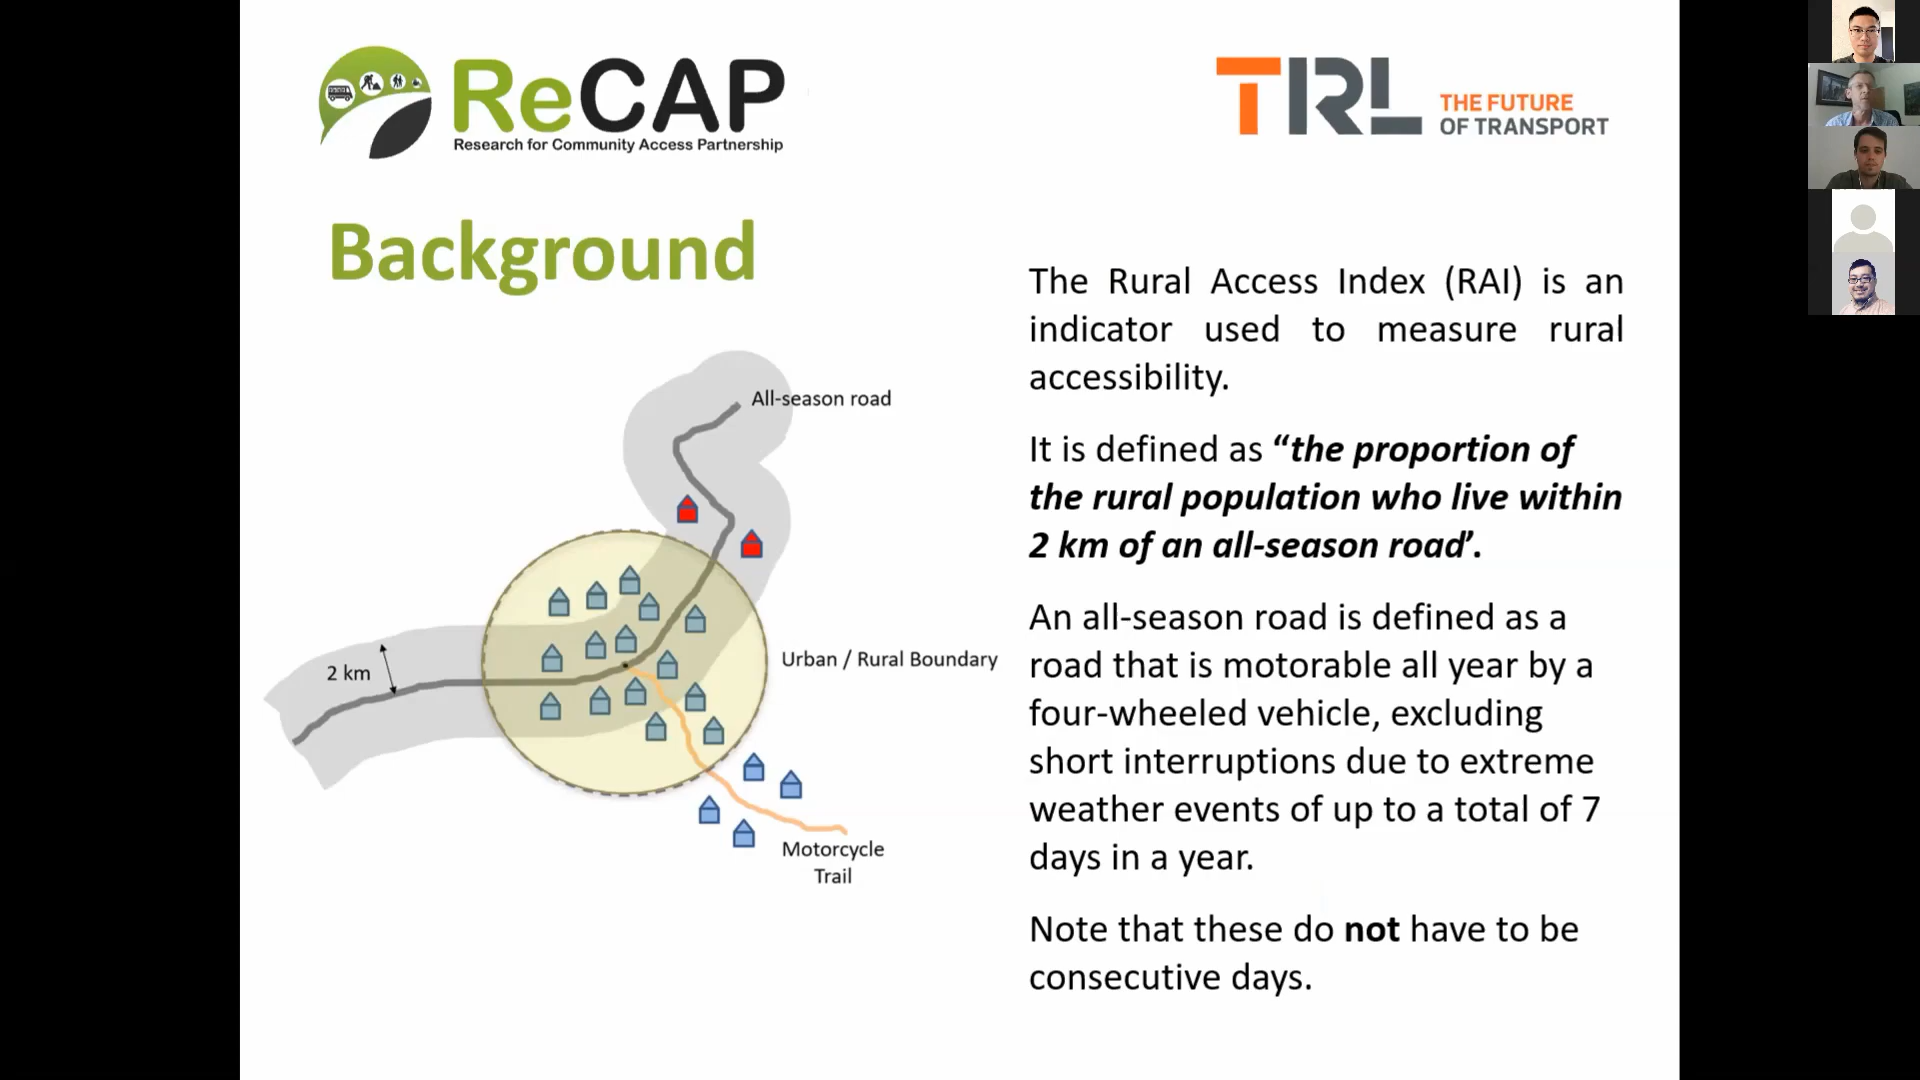 ReCAP
Research for Community Access Partnership
TRL
THE FUTURE
OF TRANSPORT
Background
All-season road
2 km
Urban / Rural Boundary
Motorcycle
Trail
The Rural Access Index (RAI) is an
indicator used to measure rural
accessibility.
It is defined as “the proportion of
the rural population who live within
2 km of an all-season road’.
An all-season road is defined as a
road that is motorable all year by a
four-wheeled vehicle, excluding
short interruptions due to extreme
weather events of up to a total of 7
days in a year.
Note that these do not have to be
consecutive days.